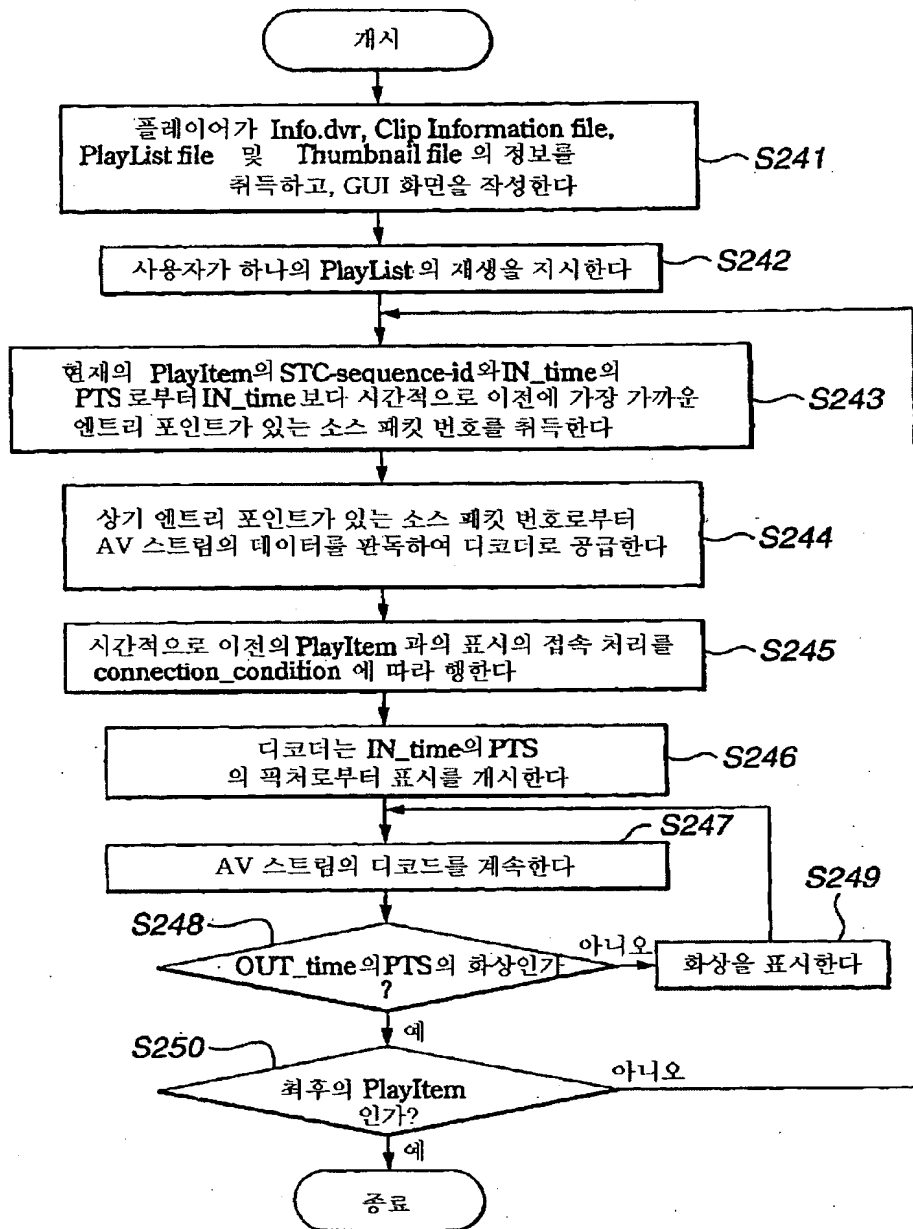 개시
플레이어가 Info.dvr, Clip Information file,
PlayList file 및 Thumbnail file 의 정보를
취득하고, GUI 화면을 작성한다
S241
사용자가 하나의 PlayList 의 재생을 지시한다
S242
현재의 PlayItem의 STC-sequence-id와 IN_time의
PTS 로부터 IN_time 보다 시간적으로 이전에 가장 가까운
엔트리 포인트가 있는 소스 패킷 번호를 취득한다
S243
상기 엔트리 포인트가 있는 소스 패킷 번호로부터
AV 스트림의 데이터를 판독하여 디코더로 공급한다
S244
시간적으로 이전의 PlayItem 과의 표시의 접속 처리를
connection_condition 에 따라 행한다
S245
디코더는 IN_time의 PTS
의 픽처로부터 표시를 개시한다
S246
S247
AV 스트림의 디코드를 계속한다
S248
OUT_time의 PTS의 화상인가
?
아니오
S249
화상을 표시한다
예
S250
최후의 PlayItem
인가?
아니오
예
종료